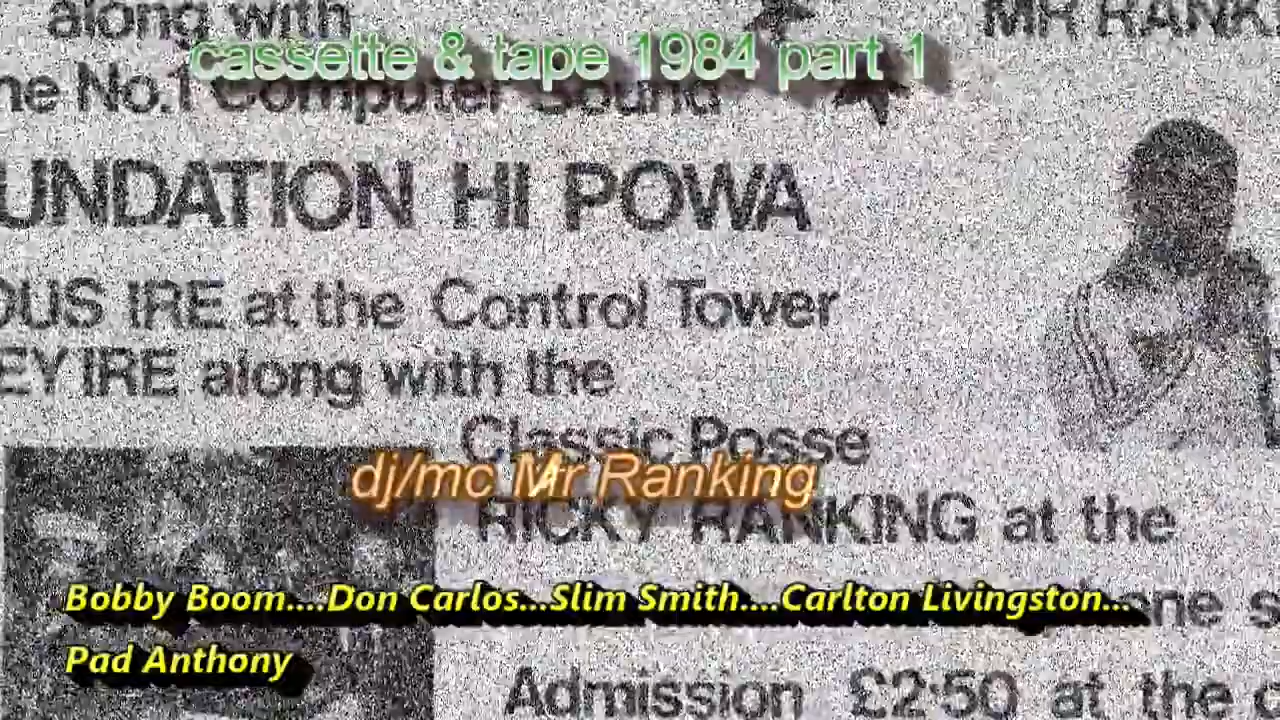 along with
MR RANK
cassette & tape 1984 part 1
he No.1 Computer Sound
UNDATION HI POWA
OUS IRE at the Control Tower
EY IRE along with the
Classic Posse
dj/mc Mr Ranking
RICKY RANKING at the
Bobby Boom....Don Carlos...Slim Smith....Carlton Livingston...
ne s
Pad Anthony
Admission £2·50 at the